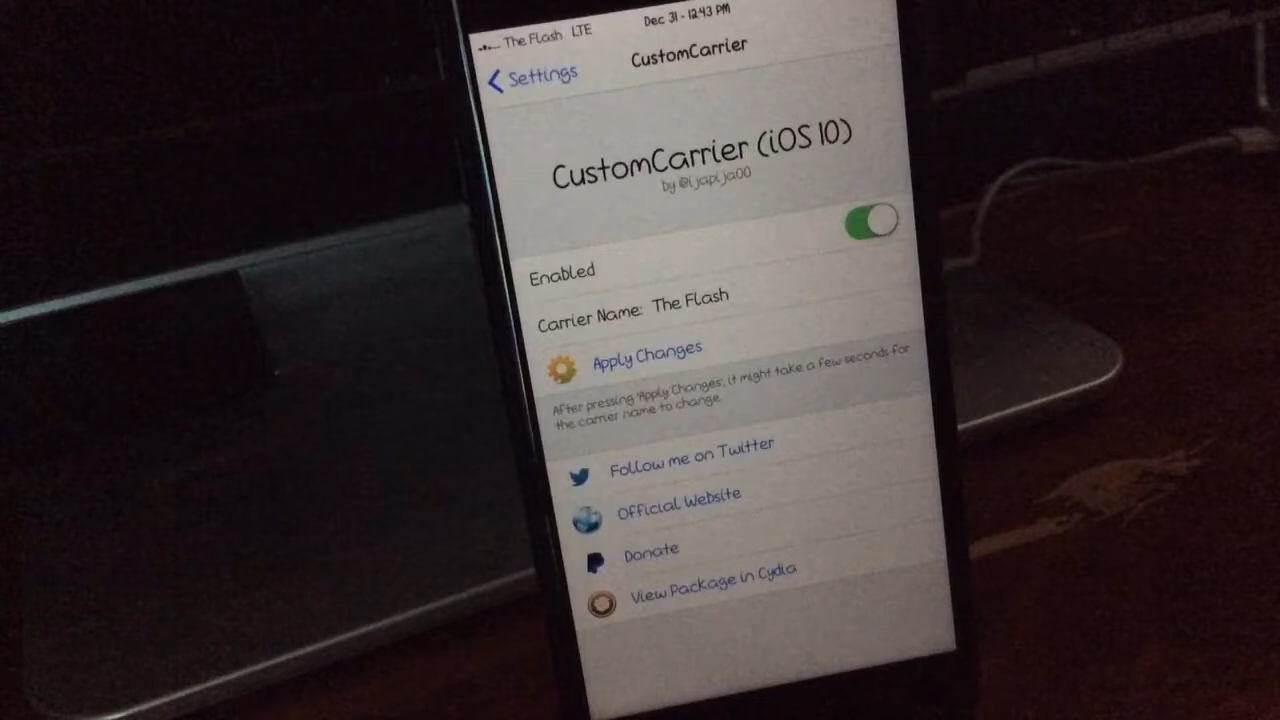 The Flash LTE
Dec 31 - 12:43 PM
Settings
CustomCarrier
CustomCarrier (iOS 10)
by @ijapija00
Enabled
Carrier Name: The Flash
Apply Changes
After pressing 'Apply Changes', it might take a few seconds for
the carrier name to change.
Follow me on Twitter
Official Website
Donate
View Package in Cydia